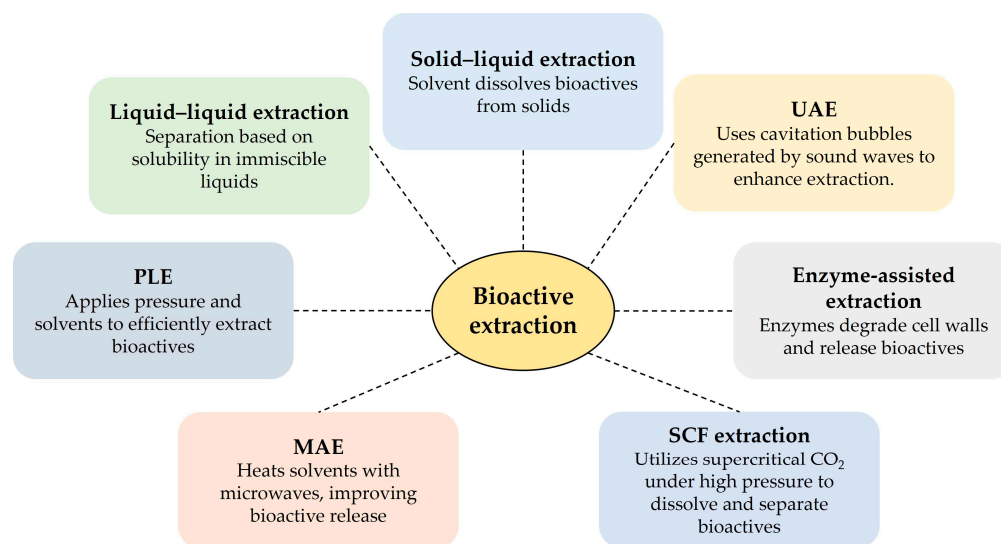 Solid–liquid extraction
Solvent dissolves bioactives
from solids
Liquid–liquid extraction
Separation based on
solubility in immiscible
liquids
UAE
Uses cavitation bubbles
generated by sound waves to
enhance extraction.
PLE
Applies pressure and
solvents to efficiently extract
bioactives
Bioactive
extraction
Enzyme-assisted
extraction
Enzymes degrade cell walls
and release bioactives
MAE
Heats solvents with
microwaves, improving
bioactive release
SCF extraction
Utilizes supercritical CO₂
under high pressure to
dissolve and separate
bioactives